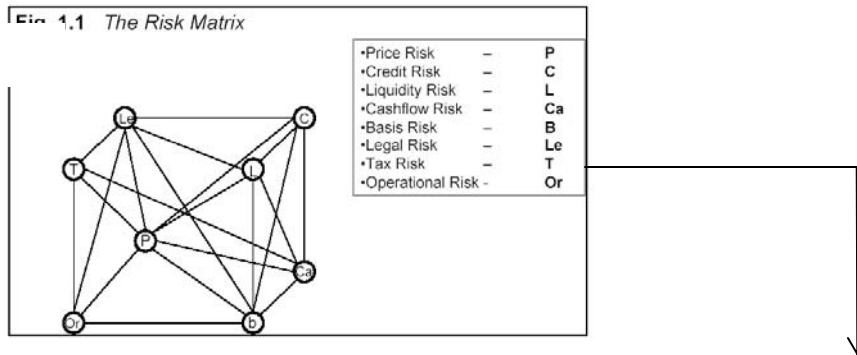 Fig. 1.1 The Risk Matrix
•Price Risk – P
•Credit Risk – C
•Liquidity Risk – L
•Cashflow Risk – Ca
•Basis Risk – B
•Legal Risk – Le
•Tax Risk – T
•Operational Risk - Or
Le C
T L
P
Ca
Or b